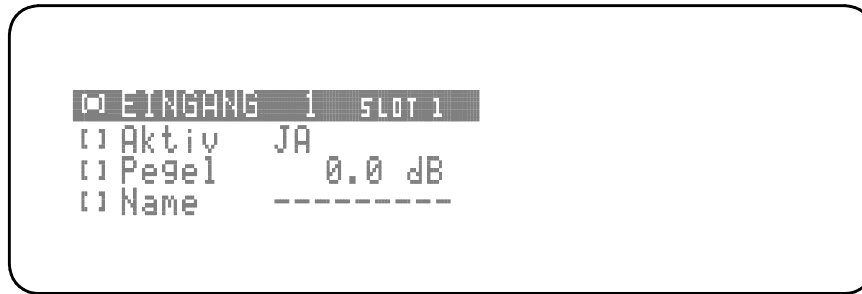 [▪] EINGANG 1 SLOT 1
[] Aktiv JA
[] Pegel 0.0 dB
[] Name ---------